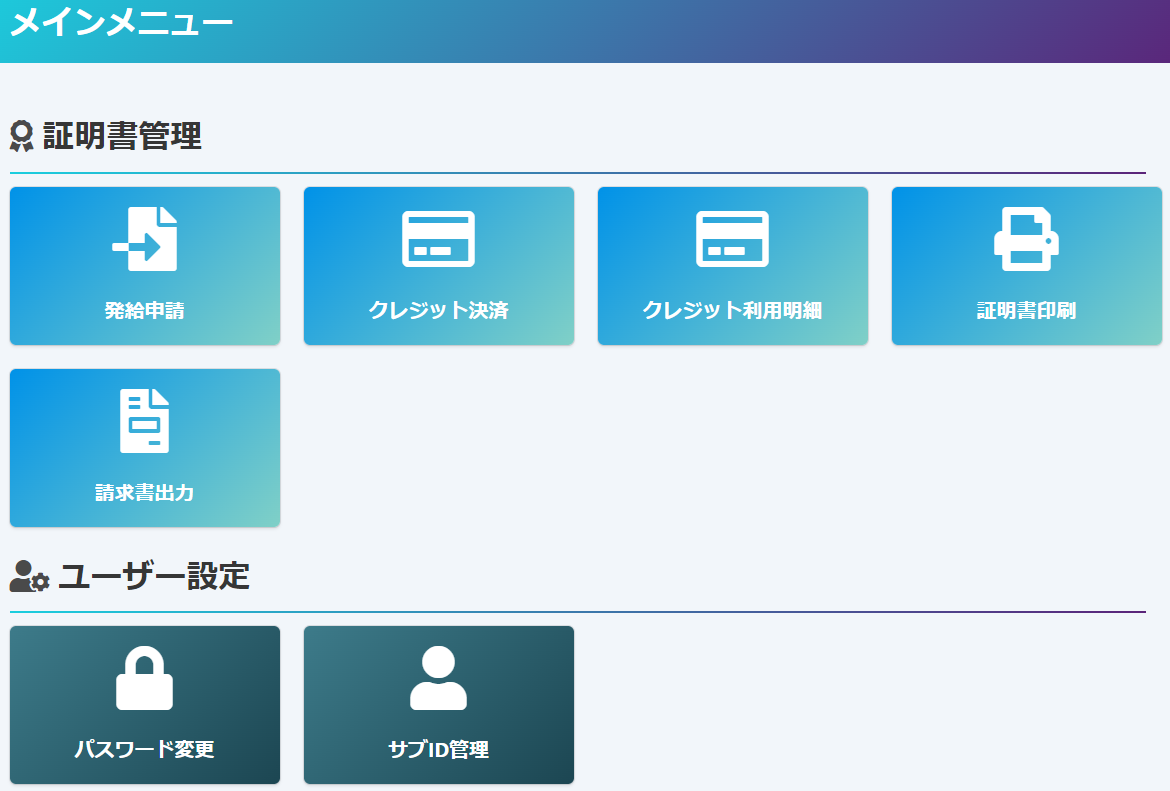 メインメニュー
証明書管理
発給申請
クレジット決済
クレジット利用明細
証明書印刷
請求書出力
ユーザー設定
パスワード変更
サブID管理